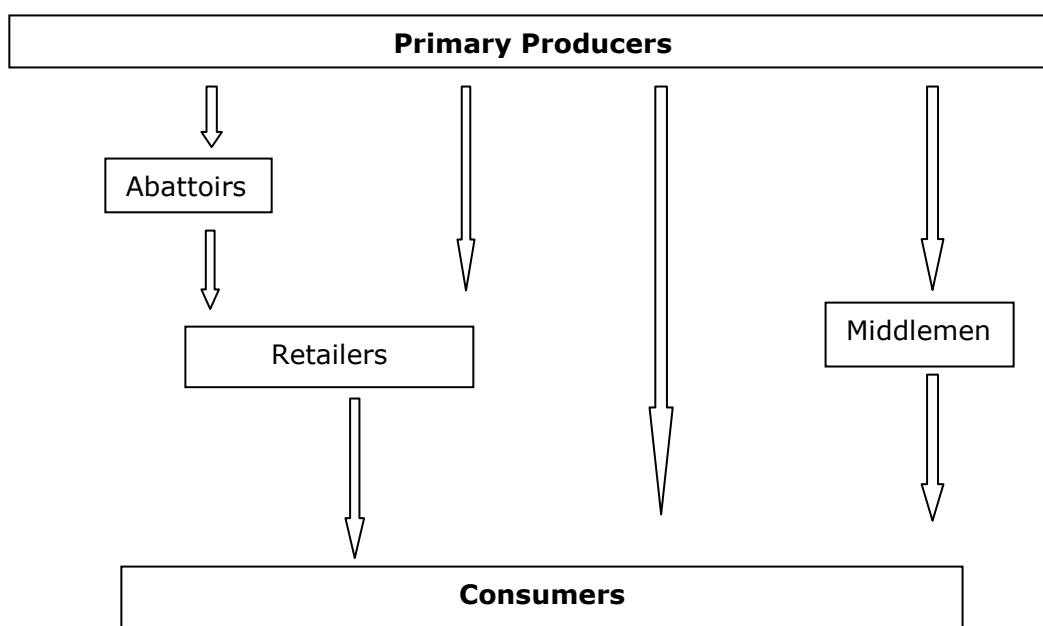 Primary Producers
Abattoirs
Retailers
Middlemen
Consumers